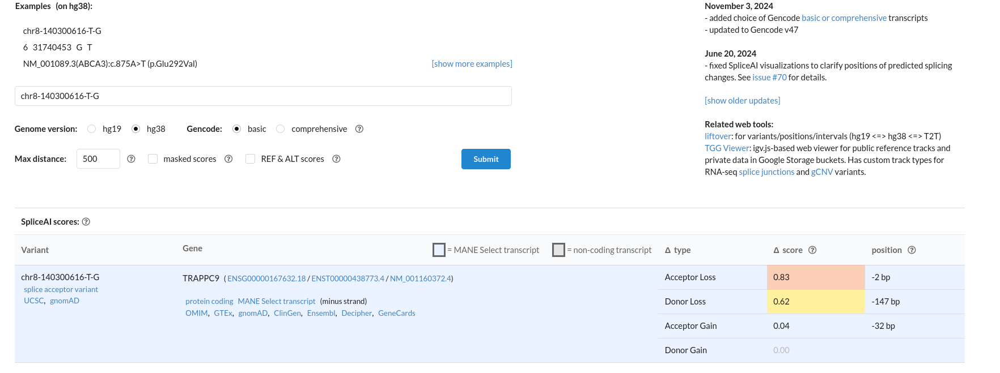 Examples (on hg38):
chr8-140300616-T-G
6 31740453 G T
NM_001089.3(ABCA3):c.875A>T (p.Glu292Val)
[show more examples]
chr8-140300616-T-G
Genome version: hg19 hg38 Gencode: basic comprehensive
Max distance: 500 masked scores REF & ALT scores Submit
November 3, 2024
- added choice of Gencode basic or comprehensive transcripts
- updated to Gencode v47
June 20, 2024
- fixed SpliceAI visualizations to clarify positions of predicted splicing
changes. See issue #70 for details.
[show older updates]
Related web tools:
liftover: for variants/positions/intervals (hg19 <=> hg38 <=> T2T)
TGG Viewer: igv.js-based web viewer for public reference tracks and
private data in Google Storage buckets. Has custom track types for
RNA-seq splice junctions and gCNV variants.
SpliceAI scores:
Variant Gene = MANE Select transcript = non-coding transcript Δ type Δ score position
chr8-140300616-T-G
splice acceptor variant
UCSC, gnomAD
TRAPPC9 (ENSG00000167632.18 / ENST00000438773.4 / NM_001160372.4)
protein coding MANE Select transcript (minus strand)
OMIM, GTEx, gnomAD, ClinGen, Ensembl, Decipher, GeneCards
Acceptor Loss 0.83 -2 bp
Donor Loss 0.62 -147 bp
Acceptor Gain 0.04 -32 bp
Donor Gain 0.00